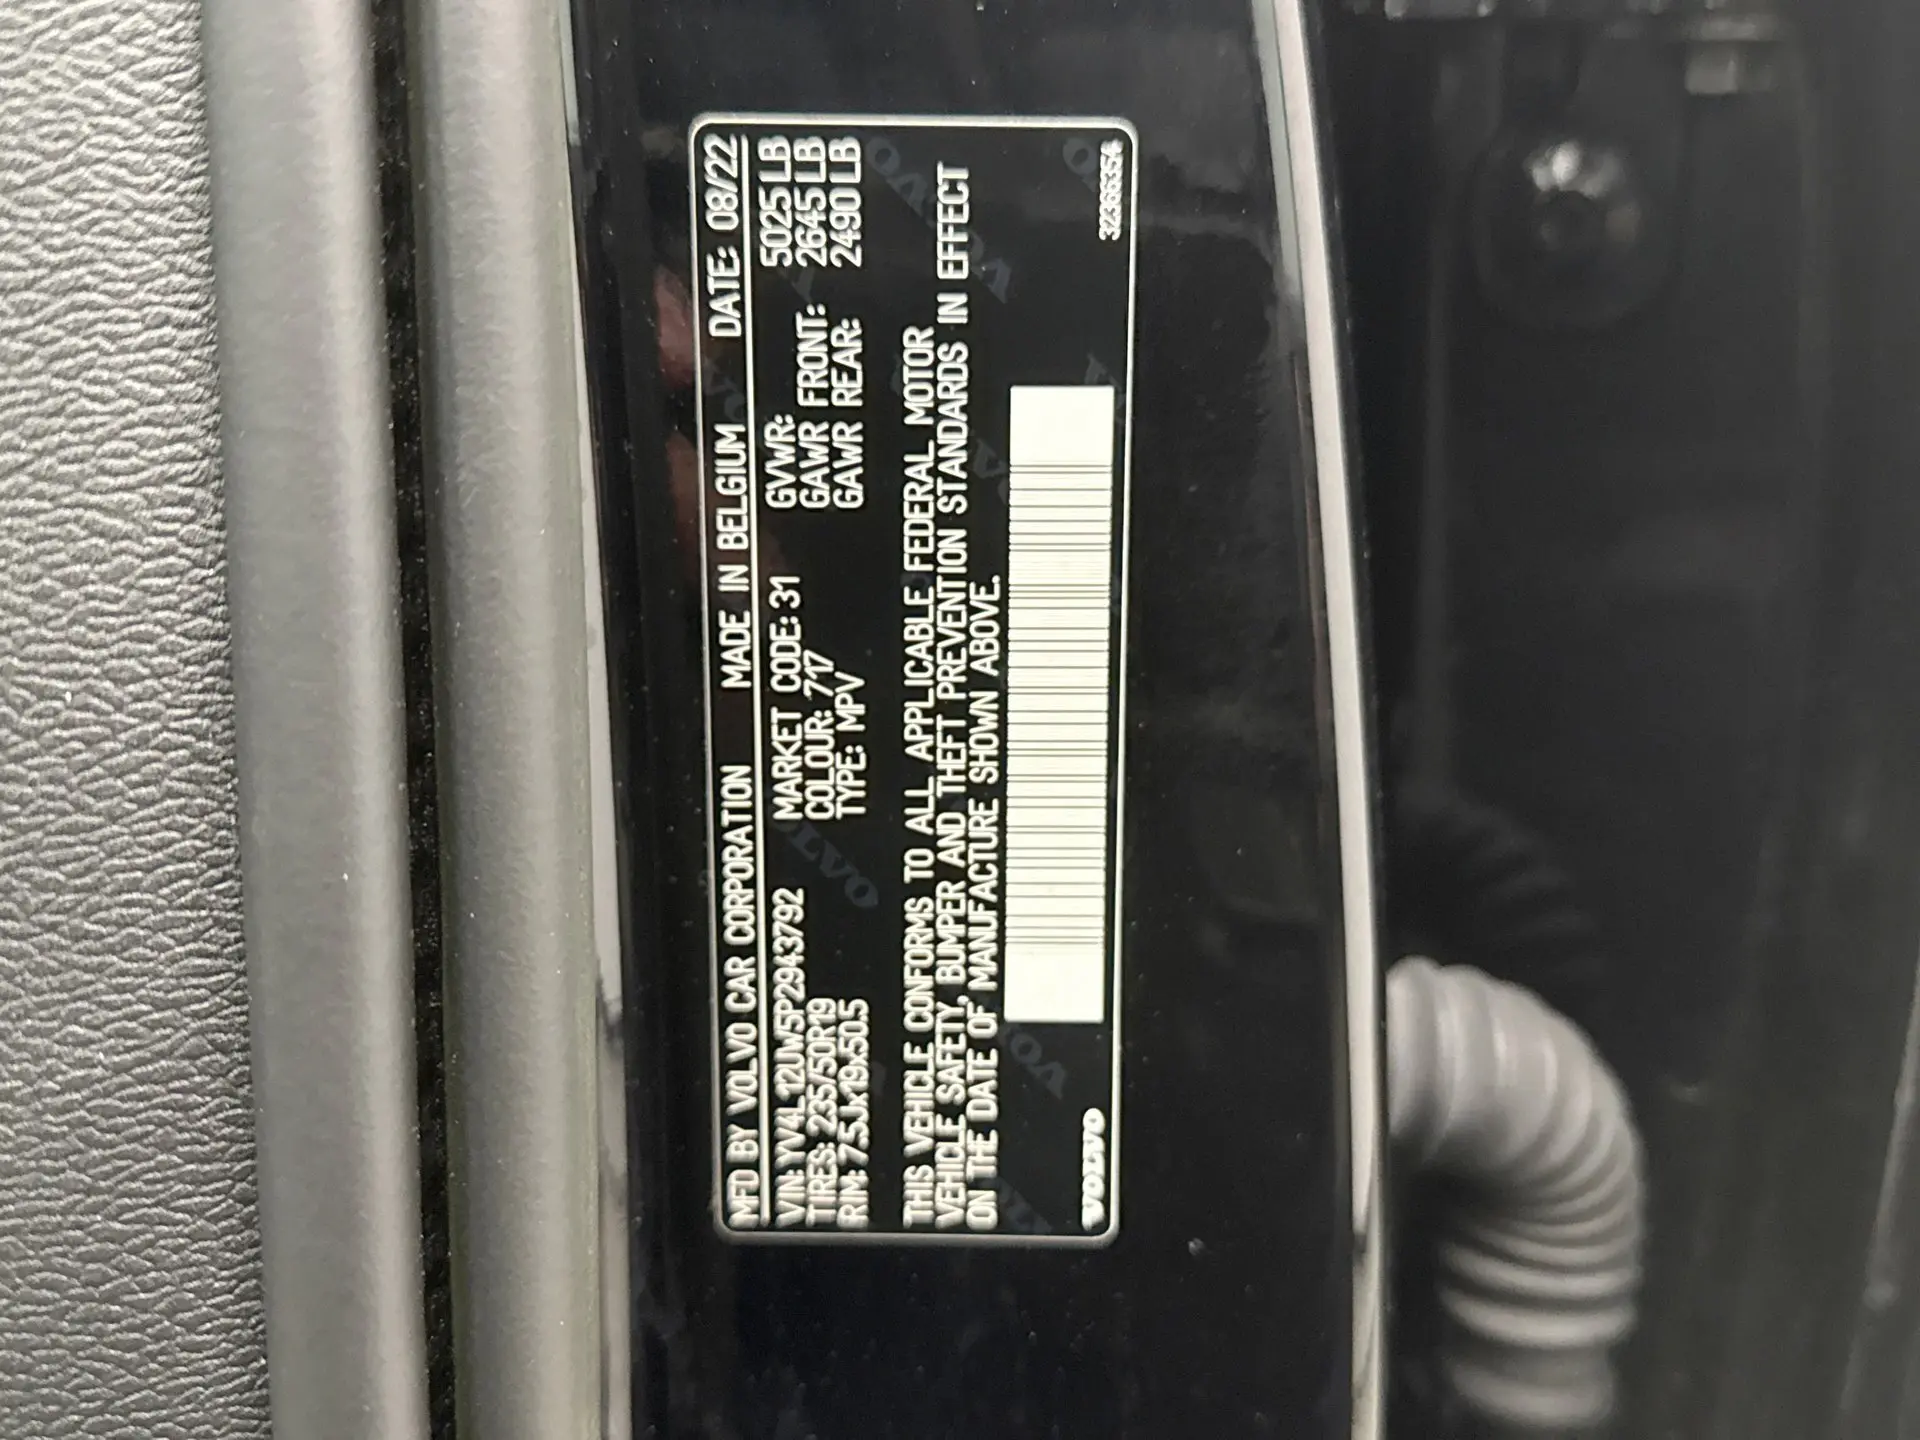 MFD BY VOLVO CAR CORPORATION MADE IN BELGIUM DATE: 08/22
VIN: YV4L12UW5P2943792 MARKET CODE: 31 GVWR: 5025 LB
TIRES: 235/50R19 COLOUR: 717 GAWR FRONT: 2645 LB
RIM: 7.5Jx19x50.5 TYPE: MPV GAWR REAR: 2490 LB
THIS VEHICLE CONFORMS TO ALL APPLICABLE FEDERAL MOTOR
VEHICLE SAFETY, BUMPER AND THEFT PREVENTION STANDARDS IN EFFECT
ON THE DATE OF MANUFACTURE SHOWN ABOVE.
VOLVO 32366354